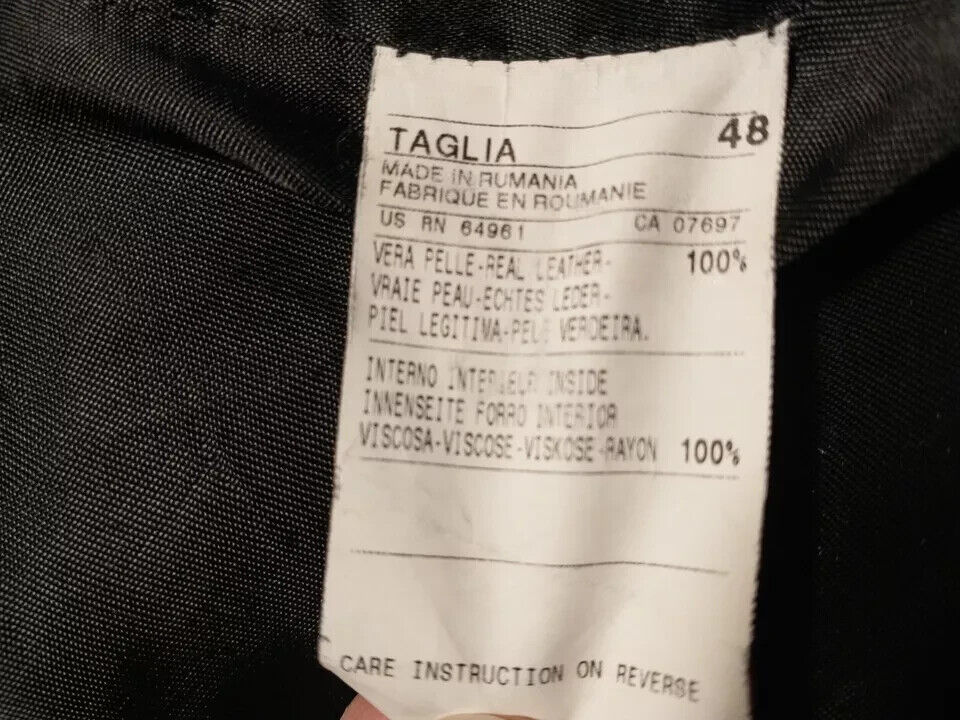 TAGLIA 48
MADE IN RUMANIA
FABRIQUE EN ROUMANIE
US RN 64961 CA 07697
VERA PELLE-REAL LEATHER- 100%
VRAIE PEAU-ECHTES LEDER-
PIEL LEGITIMA-PELE VERDEIRA.
INTERNO INTERIEUR INSIDE
INNENSEITE FORRO INTERIOR
VISCOSA-VISCOSE-VISKOSE-RAYON 100%
CARE INSTRUCTION ON REVERSE